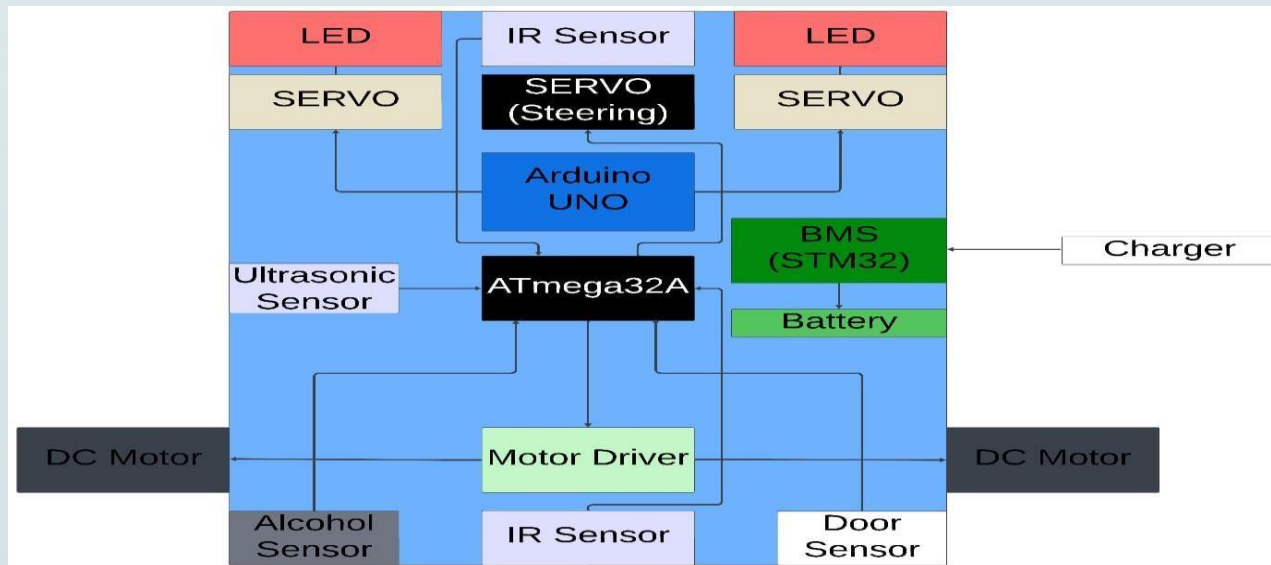 LED
IR Sensor
LED
SERVO
SERVO
(Steering)
SERVO
Arduino
UNO
BMS
(STM32)
Charger
Ultrasonic
Sensor
ATmega32A
Battery
DC Motor
Motor Driver
DC Motor
Alcohol
Sensor
IR Sensor
Door
Sensor